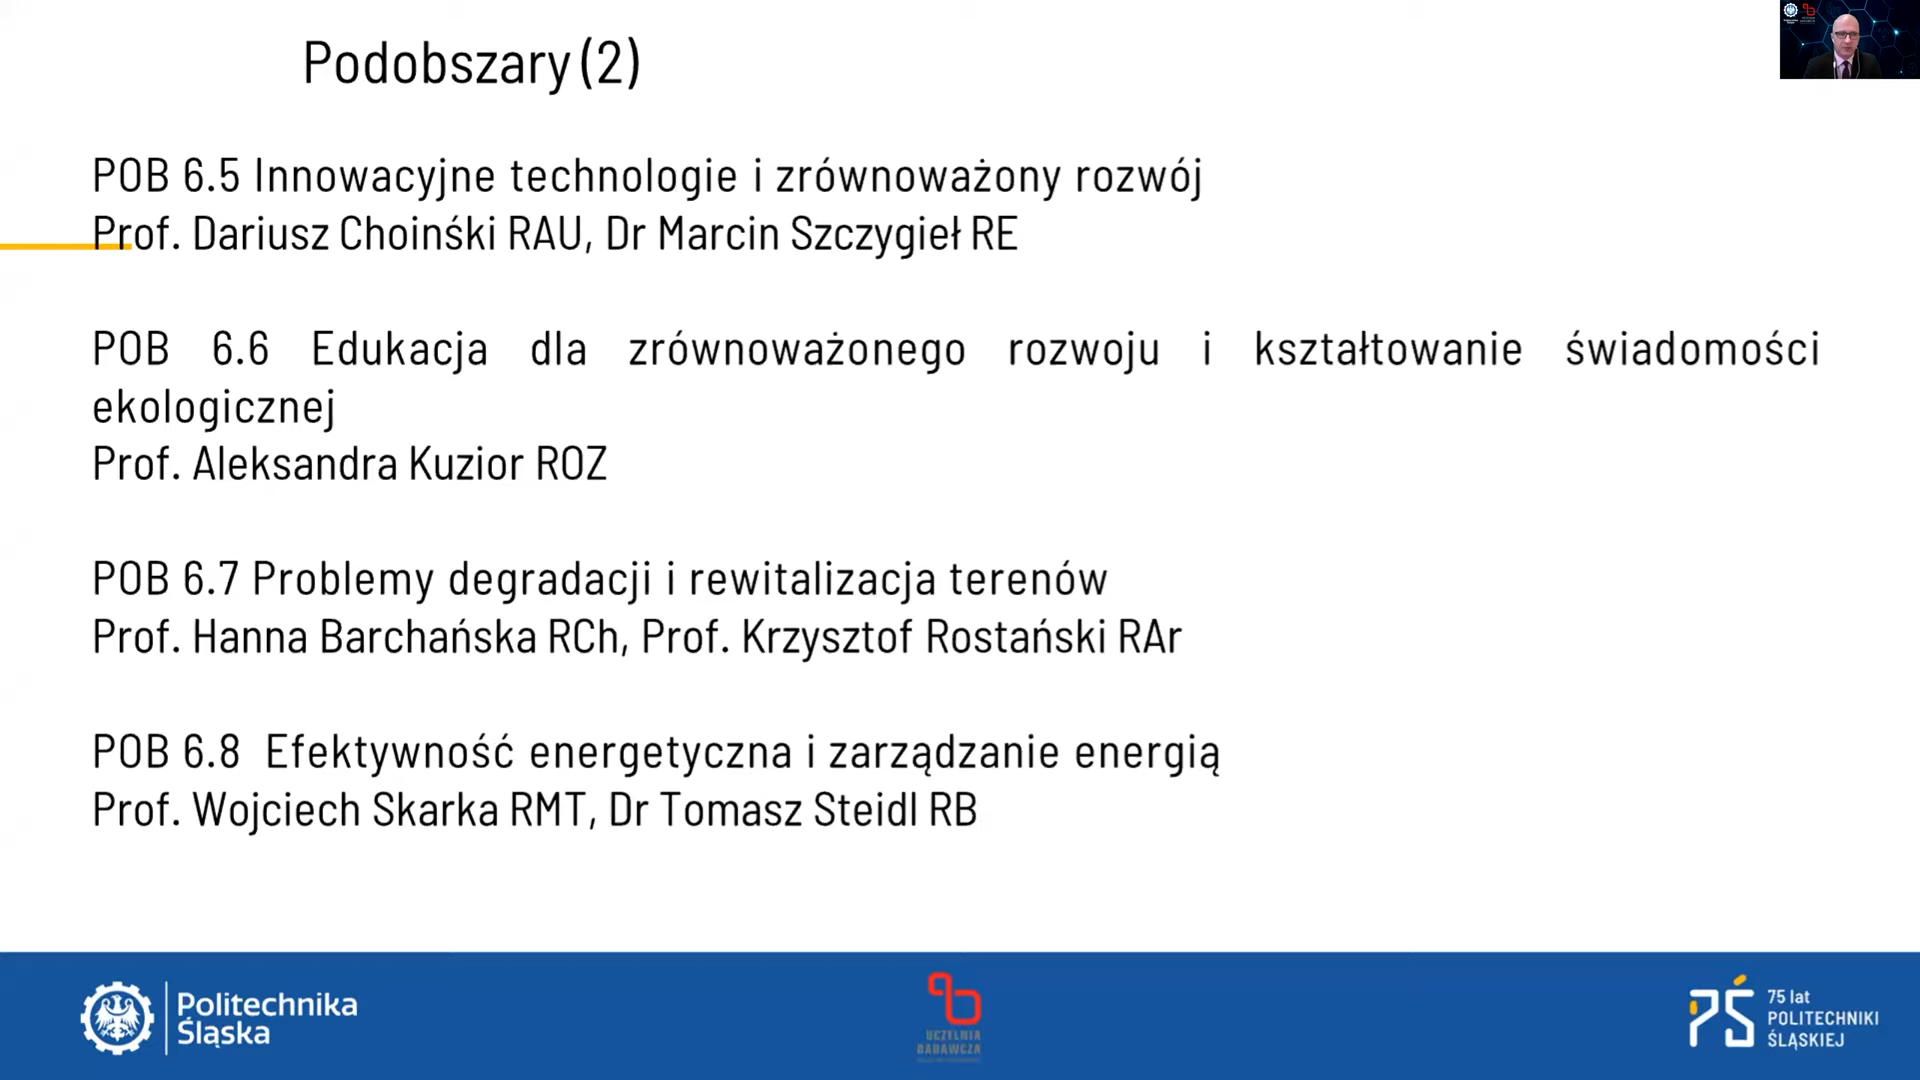 Podobszary (2)
POB 6.5 Innowacyjne technologie i zrównoważony rozwój
Prof. Dariusz Choinśki RAU, Dr Marcin Szczygieł RE
POB 6.6 Edukacja dla zrównoważonego rozwoju i kształtowanie świadomości
ekologicznej
Prof. Aleksandra Kuzior ROZ
POB 6.7 Problemy degradacji i rewitalizacja terenów
Prof. Hanna Barchańska RCh, Prof. Krzysztof Rostański RAr
POB 6.8 Efektywność energetyczna i zarządzanie energią
Prof. Wojciech Skarka RMT, Dr Tomasz Steidl RB
Politechnika
Śląska
UCZELNIA
BADAWCZA
75 lat
POLITECHNIKI
ŚLĄSKIEJ